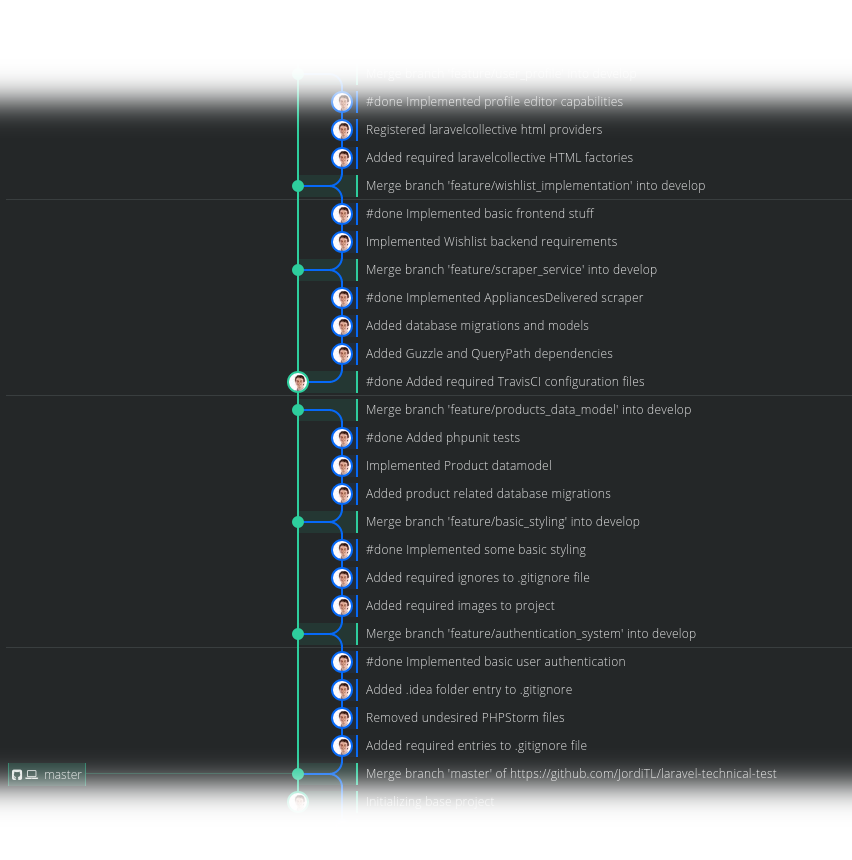 #done Implemented profile editor capabilities
Registered laravelcollective html providers
Added required laravelcollective HTML factories
Merge branch 'feature/wishlist_implementation' into develop
#done Implemented basic frontend stuff
Implemented Wishlist backend requirements
Merge branch 'feature/scraper_service' into develop
#done Implemented AppliancesDelivered scraper
Added database migrations and models
Added Guzzle and QueryPath dependencies
#done Added required TravisCI configuration files
Merge branch 'feature/products_data_model' into develop
#done Added phpunit tests
Implemented Product datamodel
Added product related database migrations
Merge branch 'feature/basic_styling' into develop
#done Implemented some basic styling
Added required ignores to .gitignore file
Added required images to project
Merge branch 'feature/authentication_system' into develop
#done Implemented basic user authentication
Added .idea folder entry to .gitignore
Removed undesired PHPStorm files
Added required entries to .gitignore file
master Merge branch 'master' of https://github.com/JordiTL/laravel-technical-test
Initializing base project